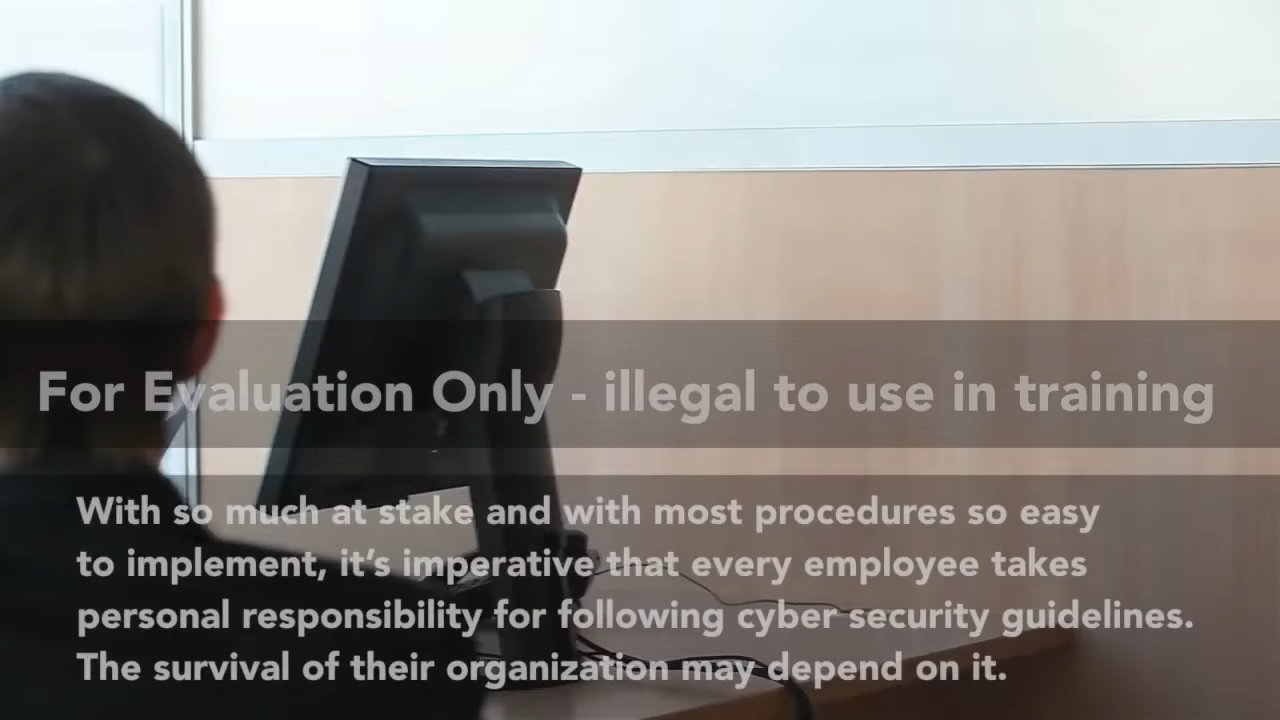 For Evaluation Only - illegal to use in training
With so much at stake and with most procedures so easy
to implement, it’s imperative that every employee takes
personal responsibility for following cyber security guidelines.
The survival of their organization may depend on it.